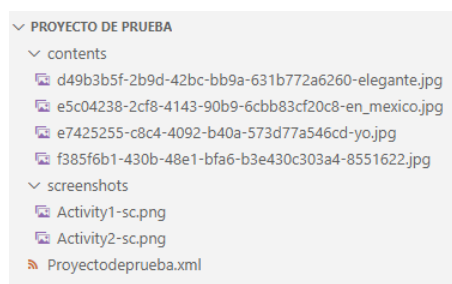 PROYECTO DE PRUEBA
contents
d49b3b5f-2b9d-42bc-bb9a-631b772a6260-elegante.jpg
e5c04238-2cf8-4143-90b9-6cbb83cf20c8-en_mexico.jpg
e7425255-c8c4-4092-b40a-573d77a546cd-yo.jpg
f385f6b1-430b-48e1-bfa6-b3e430c303a4-8551622.jpg
screenshots
Activity1-sc.png
Activity2-sc.png
Proyectodeprueba.xml